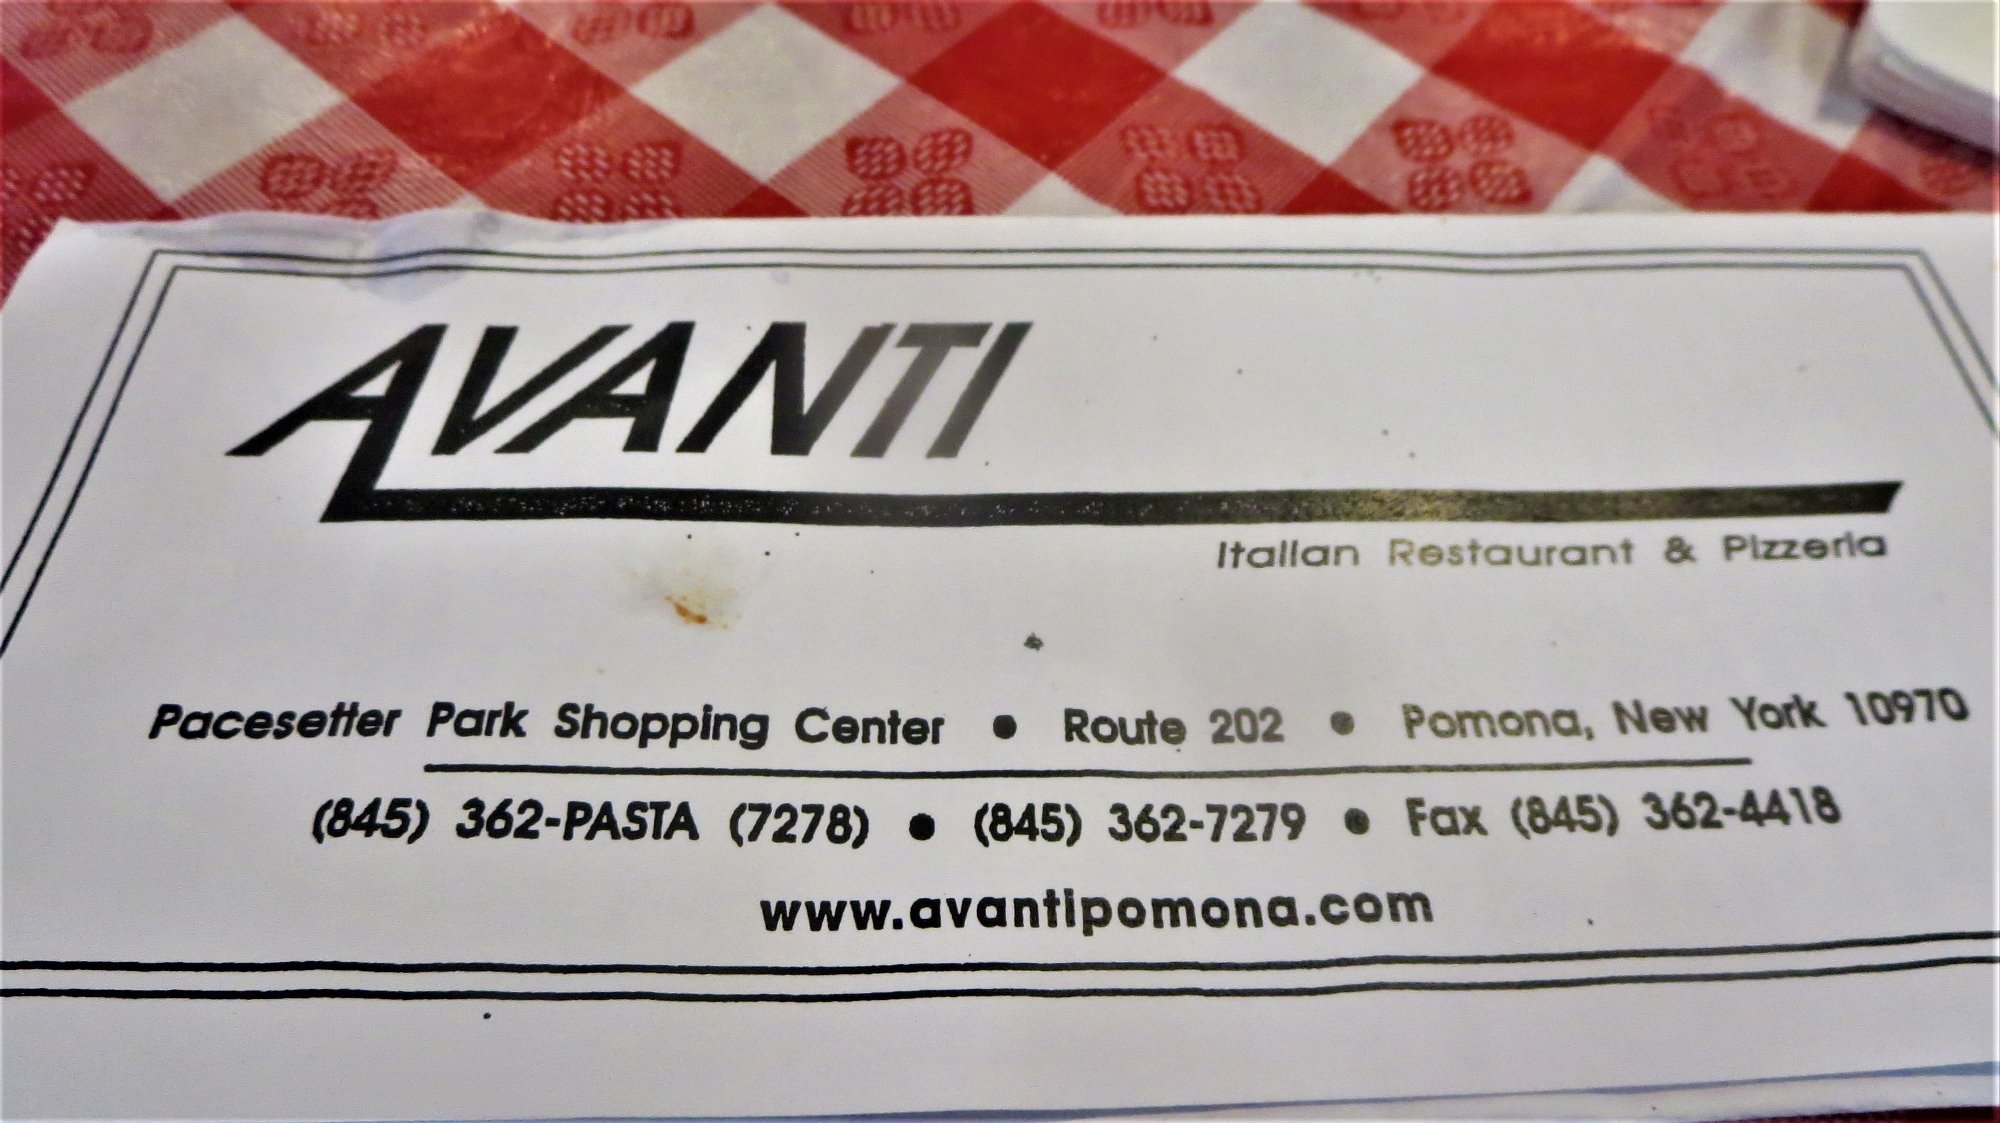 AVANTI
Italian Restaurant & Pizzeria
Pacesetter Park Shopping Center • Route 202 • Pomona, New York 10970
(845) 362-PASTA (7278) • (845) 362-7279 • Fax (845) 362-4418
www.avantipomona.com